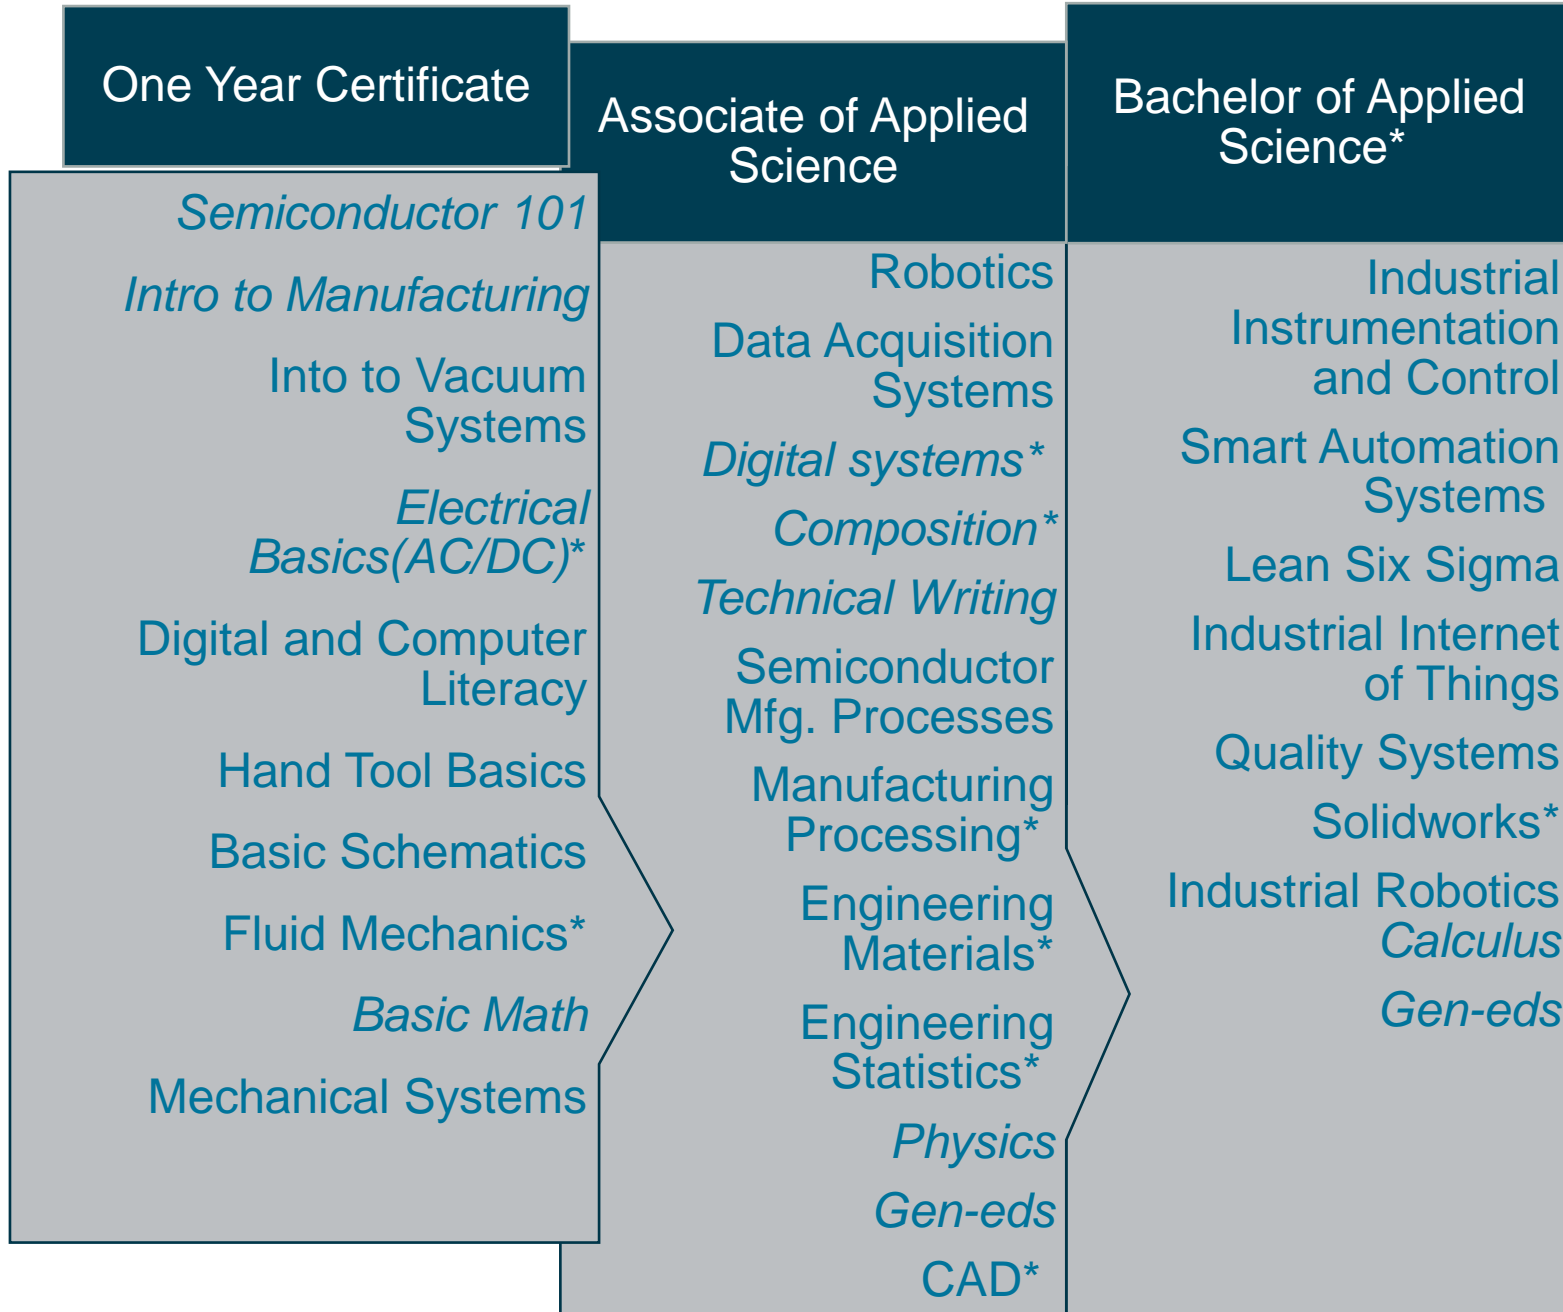 One Year Certificate
Semiconductor 101
Intro to Manufacturing
Into to Vacuum
Systems
Electrical
Basics(AC/DC)*
Digital and Computer
Literacy
Hand Tool Basics
Basic Schematics
Fluid Mechanics*
Basic Math
Mechanical Systems
Associate of Applied
Science
Robotics
Data Acquisition
Systems
Digital systems*
Composition*
Technical Writing
Semiconductor
Mfg. Processes
Manufacturing
Processing*
Engineering
Materials*
Engineering
Statistics*
Physics
Gen-eds
CAD*
Bachelor of Applied
Science*
Industrial
Instrumentation
and Control
Smart Automation
Systems
Lean Six Sigma
Industrial Internet
of Things
Quality Systems
Solidworks*
Industrial Robotics
Calculus
Gen-eds